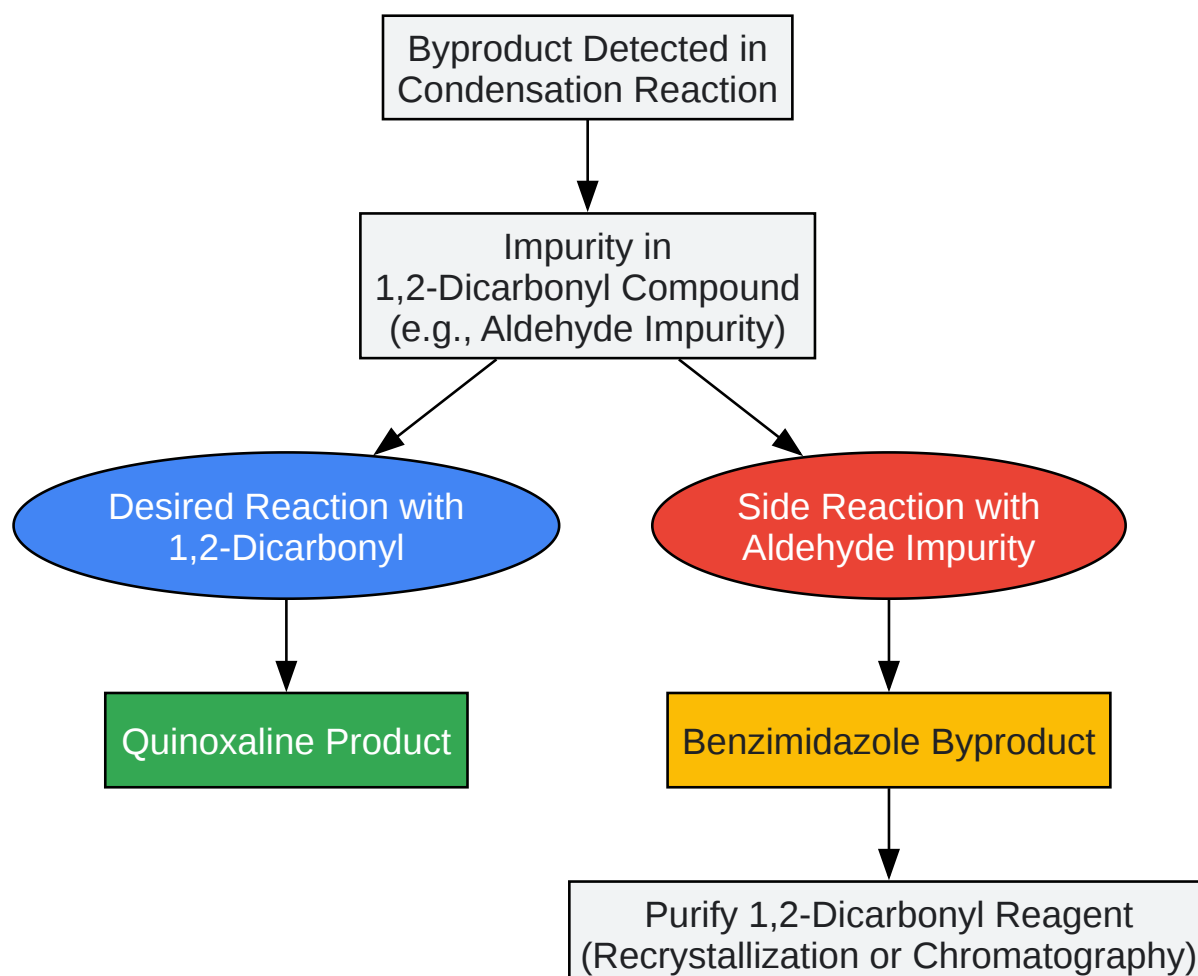 Byproduct Detected in
Condensation Reaction
Impurity in
1,2-Dicarbonyl Compound
(e.g., Aldehyde Impurity)
Desired Reaction with
1,2-Dicarbonyl
Side Reaction with
Aldehyde Impurity
Quinoxaline Product
Benzimidazole Byproduct
Purify 1,2-Dicarbonyl Reagent
(Recrystallization or Chromatography)